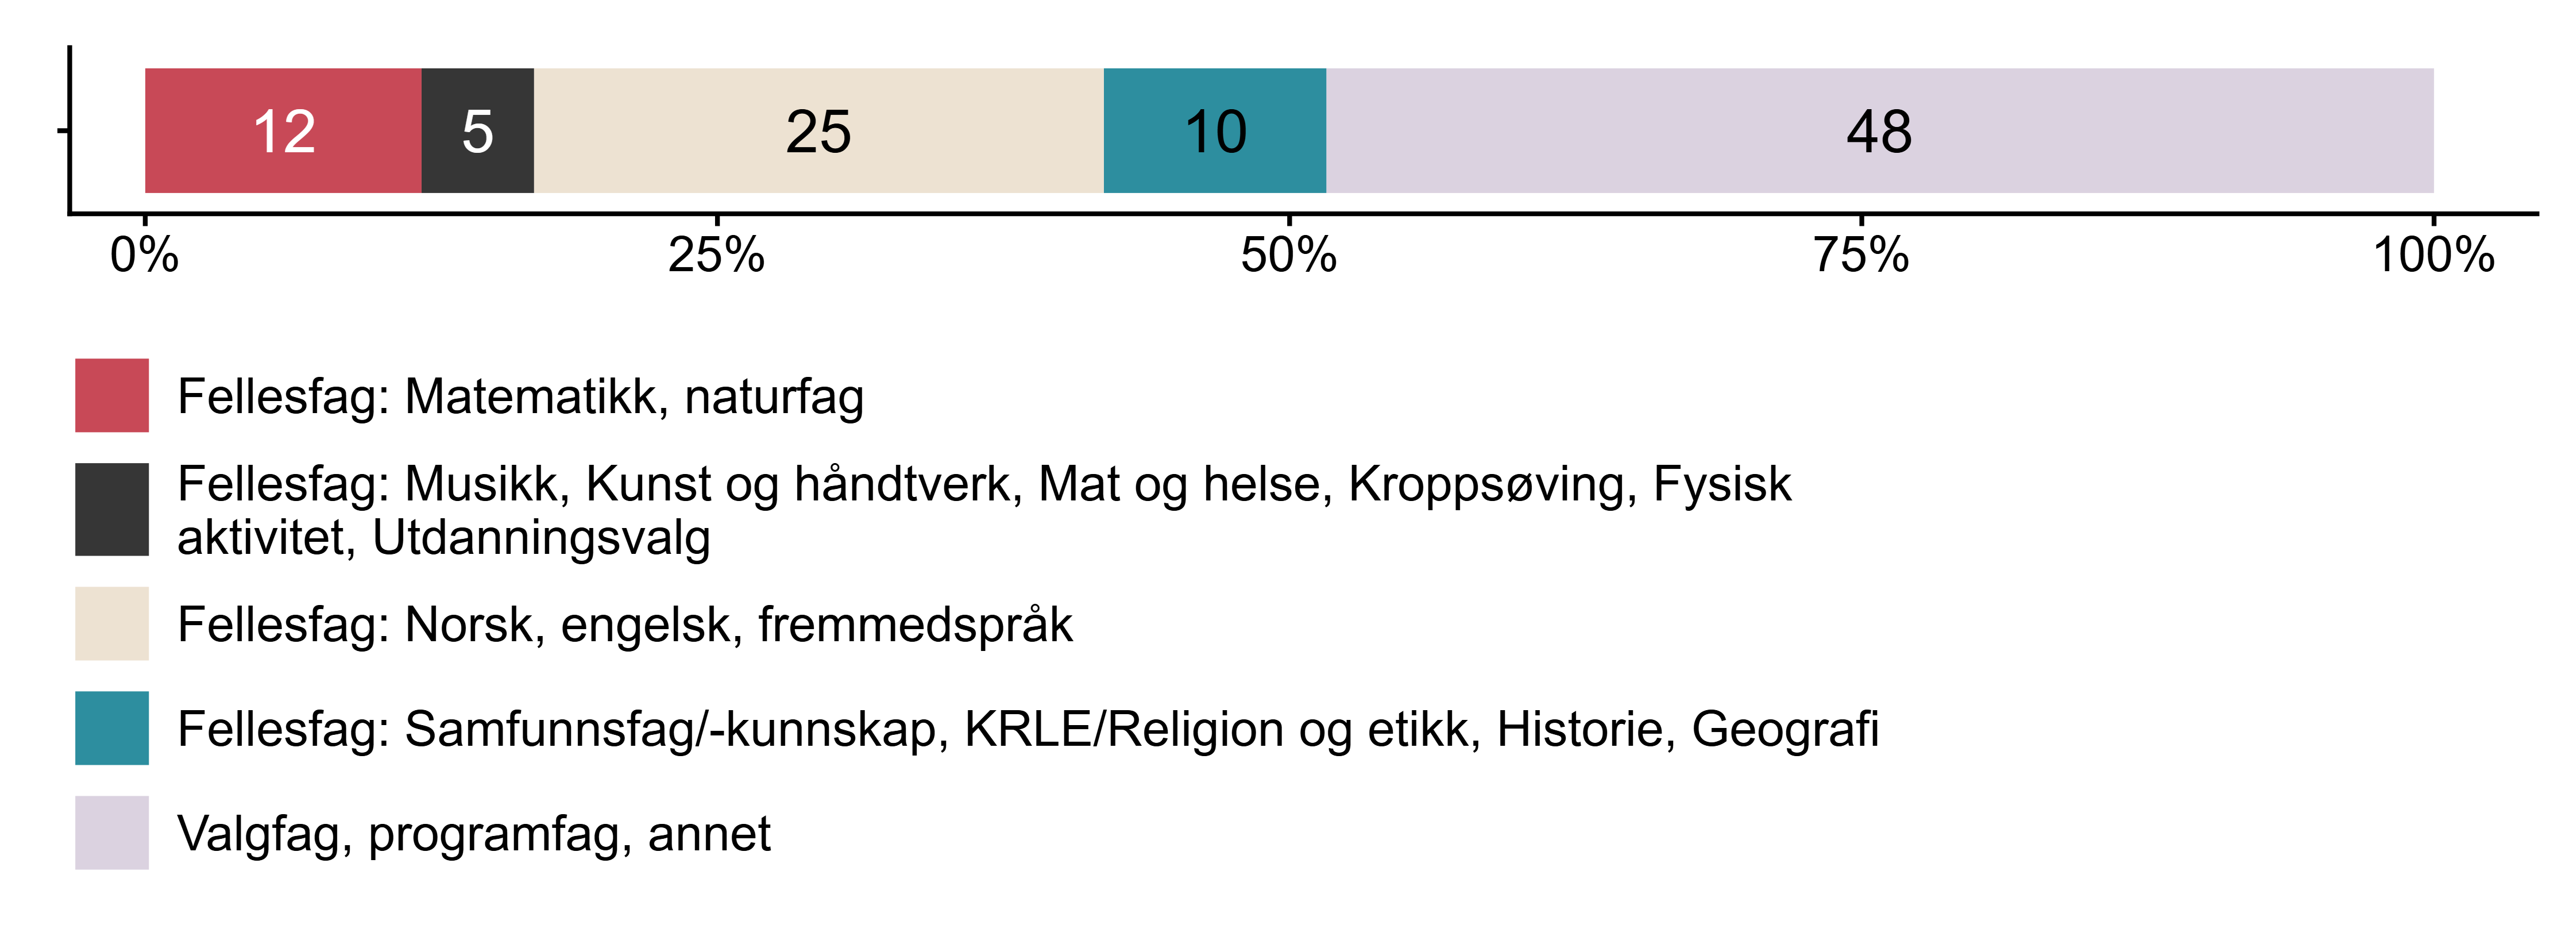 12 5 25 10 48
0% 25% 50% 75% 100%
Fellesfag: Matematikk, naturfag
Fellesfag: Musikk, Kunst og håndtverk, Mat og helse, Kroppsøving, Fysisk
aktivitet, Utdanningsvalg
Fellesfag: Norsk, engelsk, fremmedspråk
Fellesfag: Samfunnsfag/-kunnskap, KRLE/Religion og etikk, Historie, Geografi
Valgfag, programfag, annet